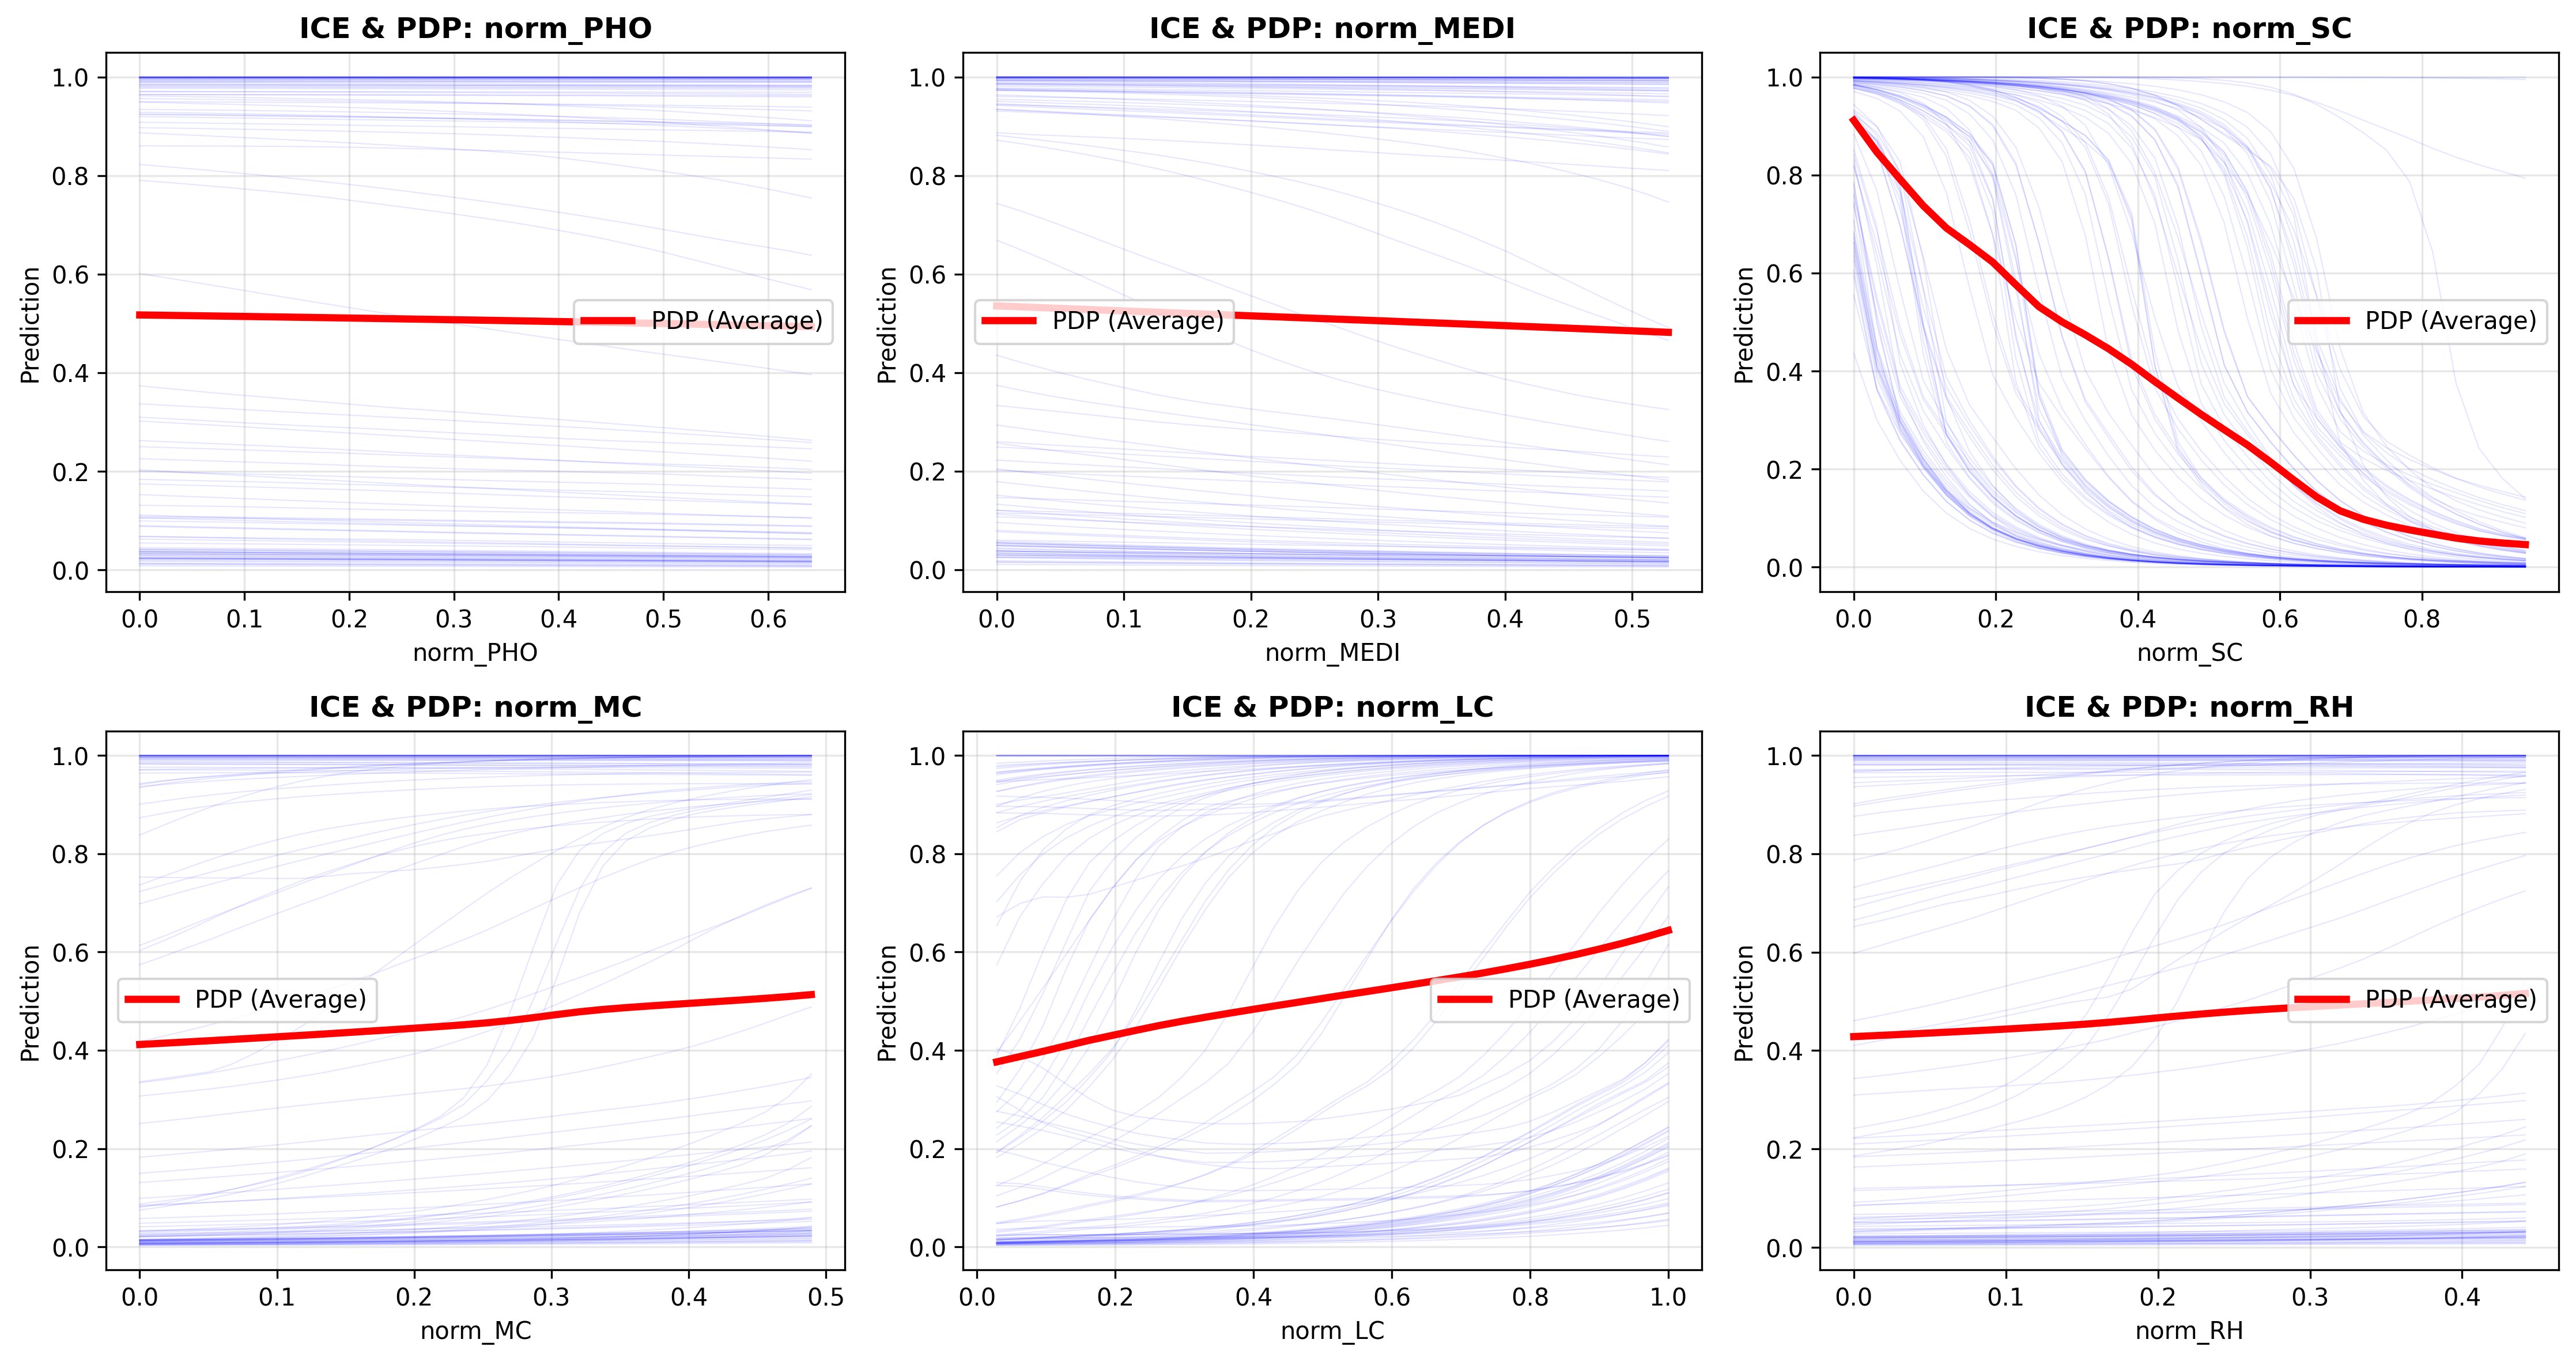 ICE & PDP: norm_PHO
Prediction
1.0
0.8
0.6
0.4
0.2
0.0
PDP (Average)
0.0 0.1 0.2 0.3 0.4 0.5 0.6
norm_PHO
ICE & PDP: norm_MEDI
Prediction
1.0
0.8
0.6
0.4
0.2
0.0
PDP (Average)
0.0 0.1 0.2 0.3 0.4 0.5
norm_MEDI
ICE & PDP: norm_SC
Prediction
1.0
0.8
0.6
0.4
0.2
0.0
PDP (Average)
0.0 0.2 0.4 0.6 0.8
norm_SC
ICE & PDP: norm_MC
Prediction
1.0
0.8
0.6
0.4
0.2
0.0
PDP (Average)
0.0 0.1 0.2 0.3 0.4 0.5
norm_MC
ICE & PDP: norm_LC
Prediction
1.0
0.8
0.6
0.4
0.2
0.0
PDP (Average)
0.0 0.2 0.4 0.6 0.8 1.0
norm_LC
ICE & PDP: norm_RH
Prediction
1.0
0.8
0.6
0.4
0.2
0.0
PDP (Average)
0.0 0.1 0.2 0.3 0.4
norm_RH